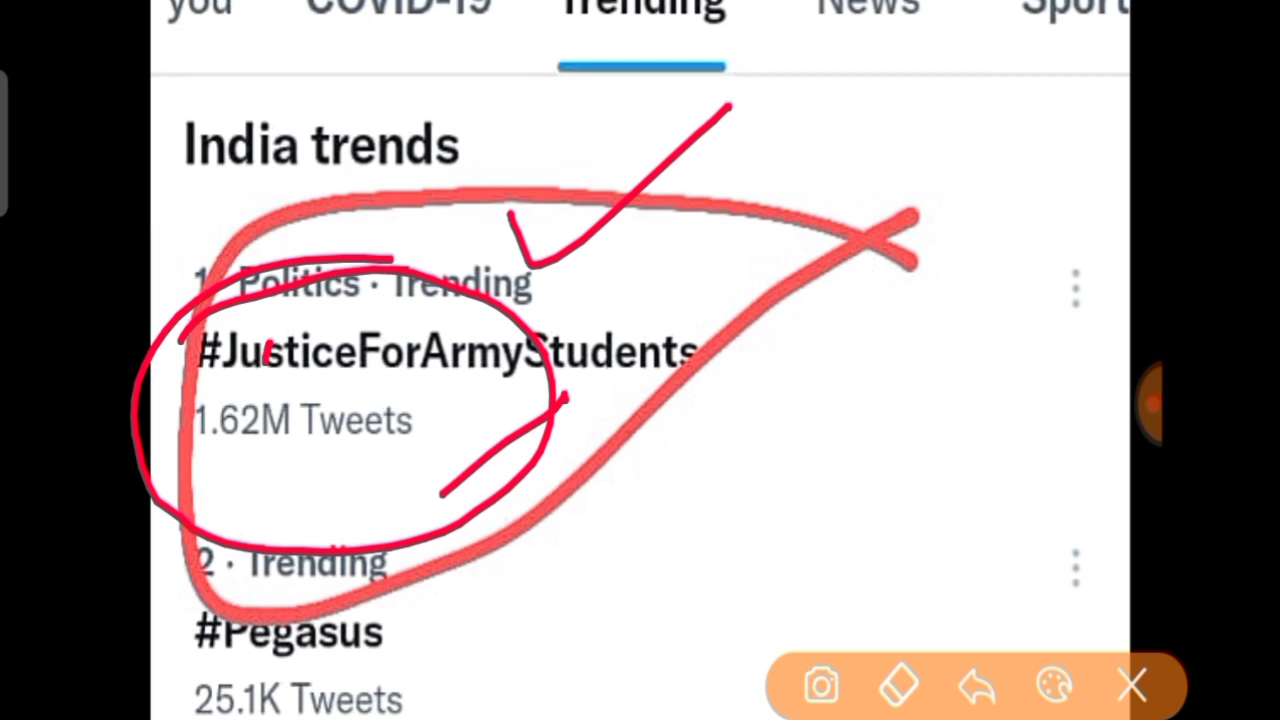 you COVID-19 Trending News Sport
India trends
1 · Politics · Trending
#JusticeForArmyStudents
1.62M Tweets
2 · Trending
#Pegasus
25.1K Tweets